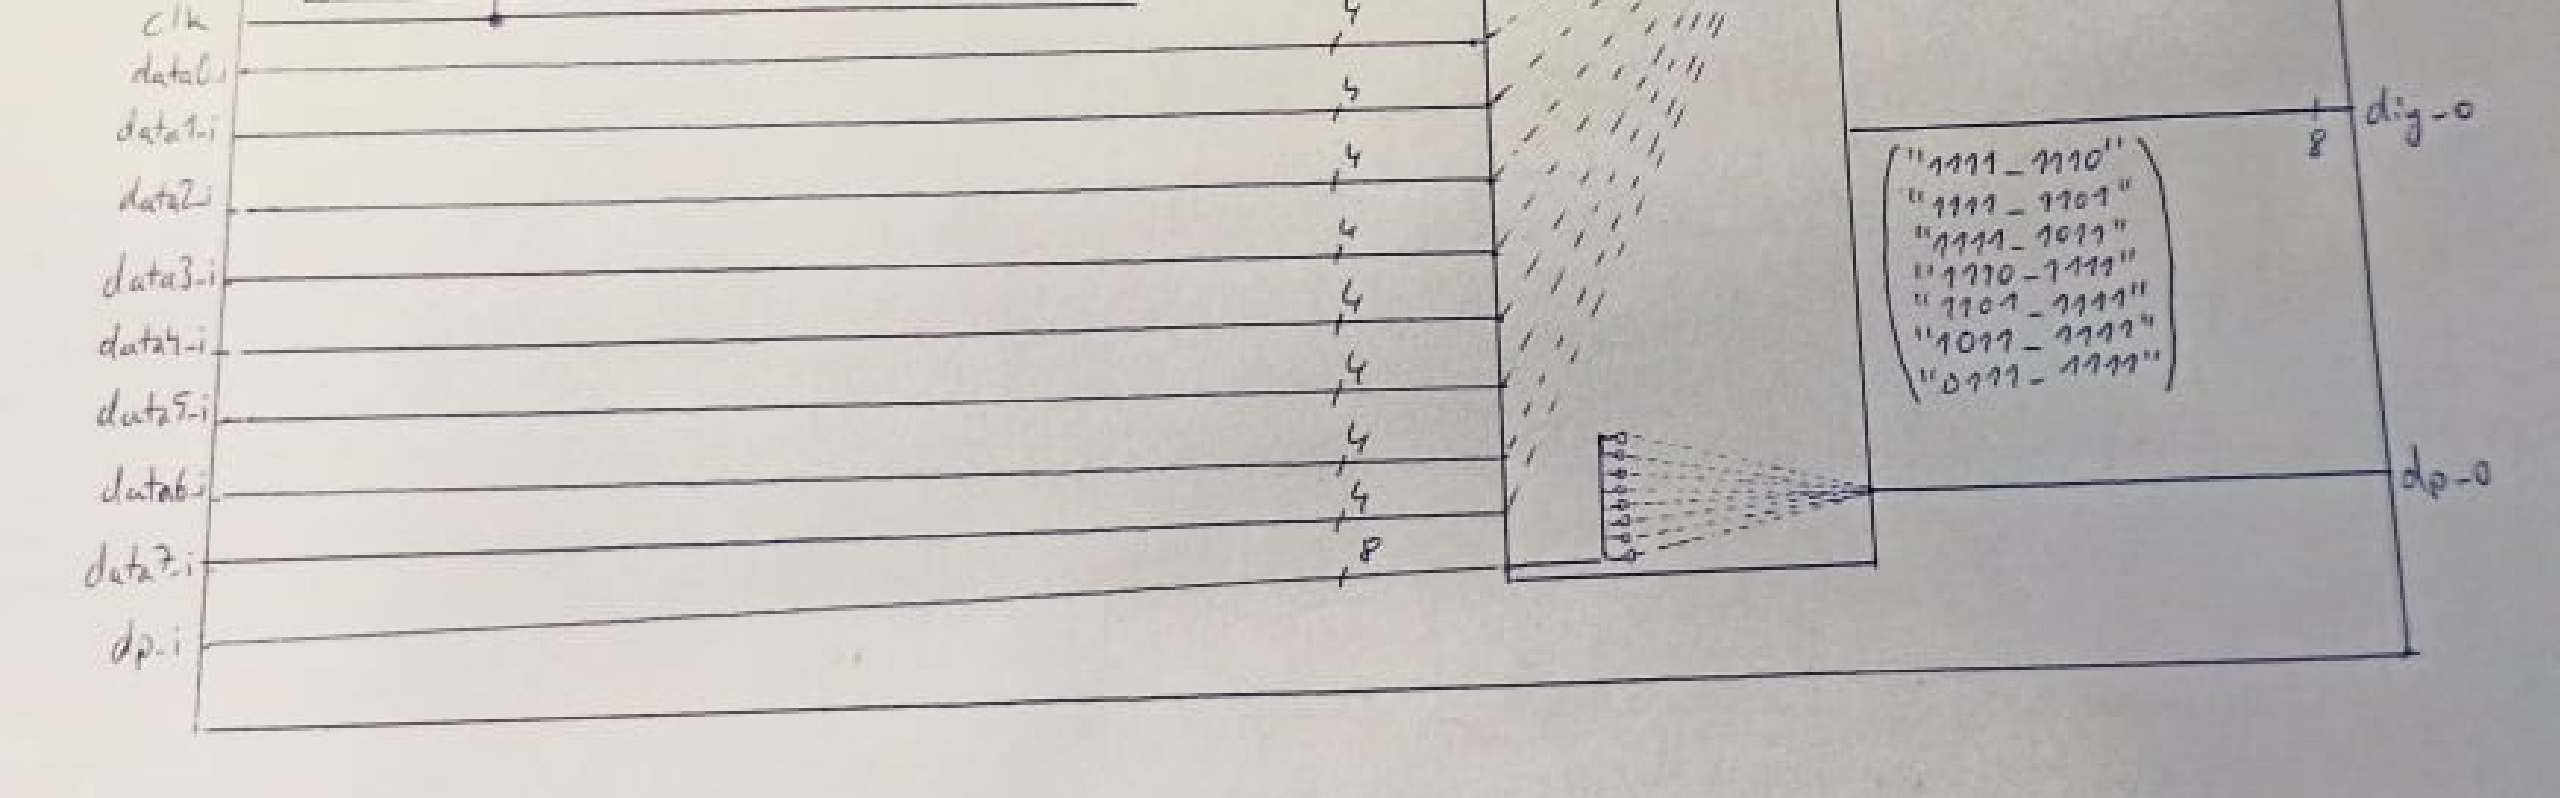 clk
4
data0_i
4
data1_i
4
data2_i
4
data3_i
4
data4_i
4
data5_i
4
data6_i
4
data7_i
8
dp_i
dig_o
8
"1111_1110"
"1111_1101"
"1111_1011"
"1110_1111"
"1101_1111"
"1011_1111"
"0111_1111"
dp_o